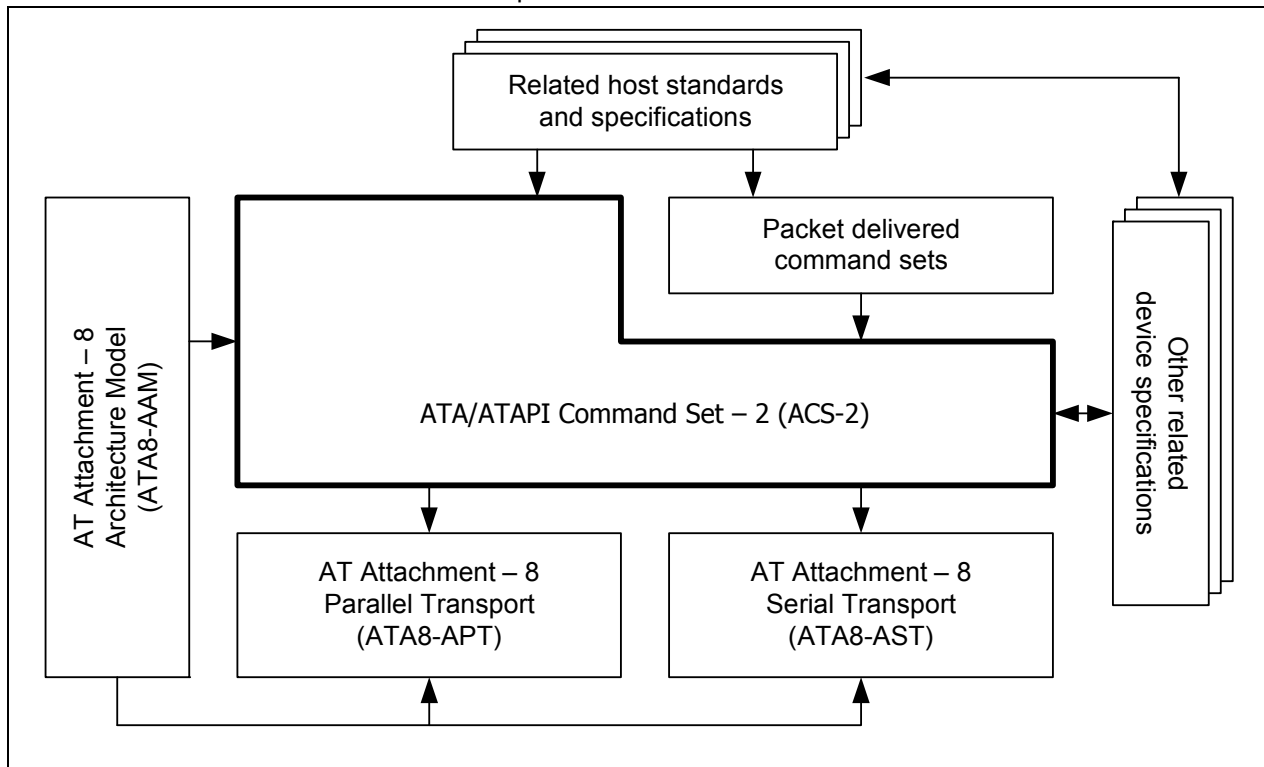 Related host standards
and specifications
Packet delivered
command sets
AT Attachment – 8
Architecture Model
(ATA8-AAM)
ATA/ATAPI Command Set – 2 (ACS-2)
Other related
device specifications
AT Attachment – 8
Parallel Transport
(ATA8-APT)
AT Attachment – 8
Serial Transport
(ATA8-AST)